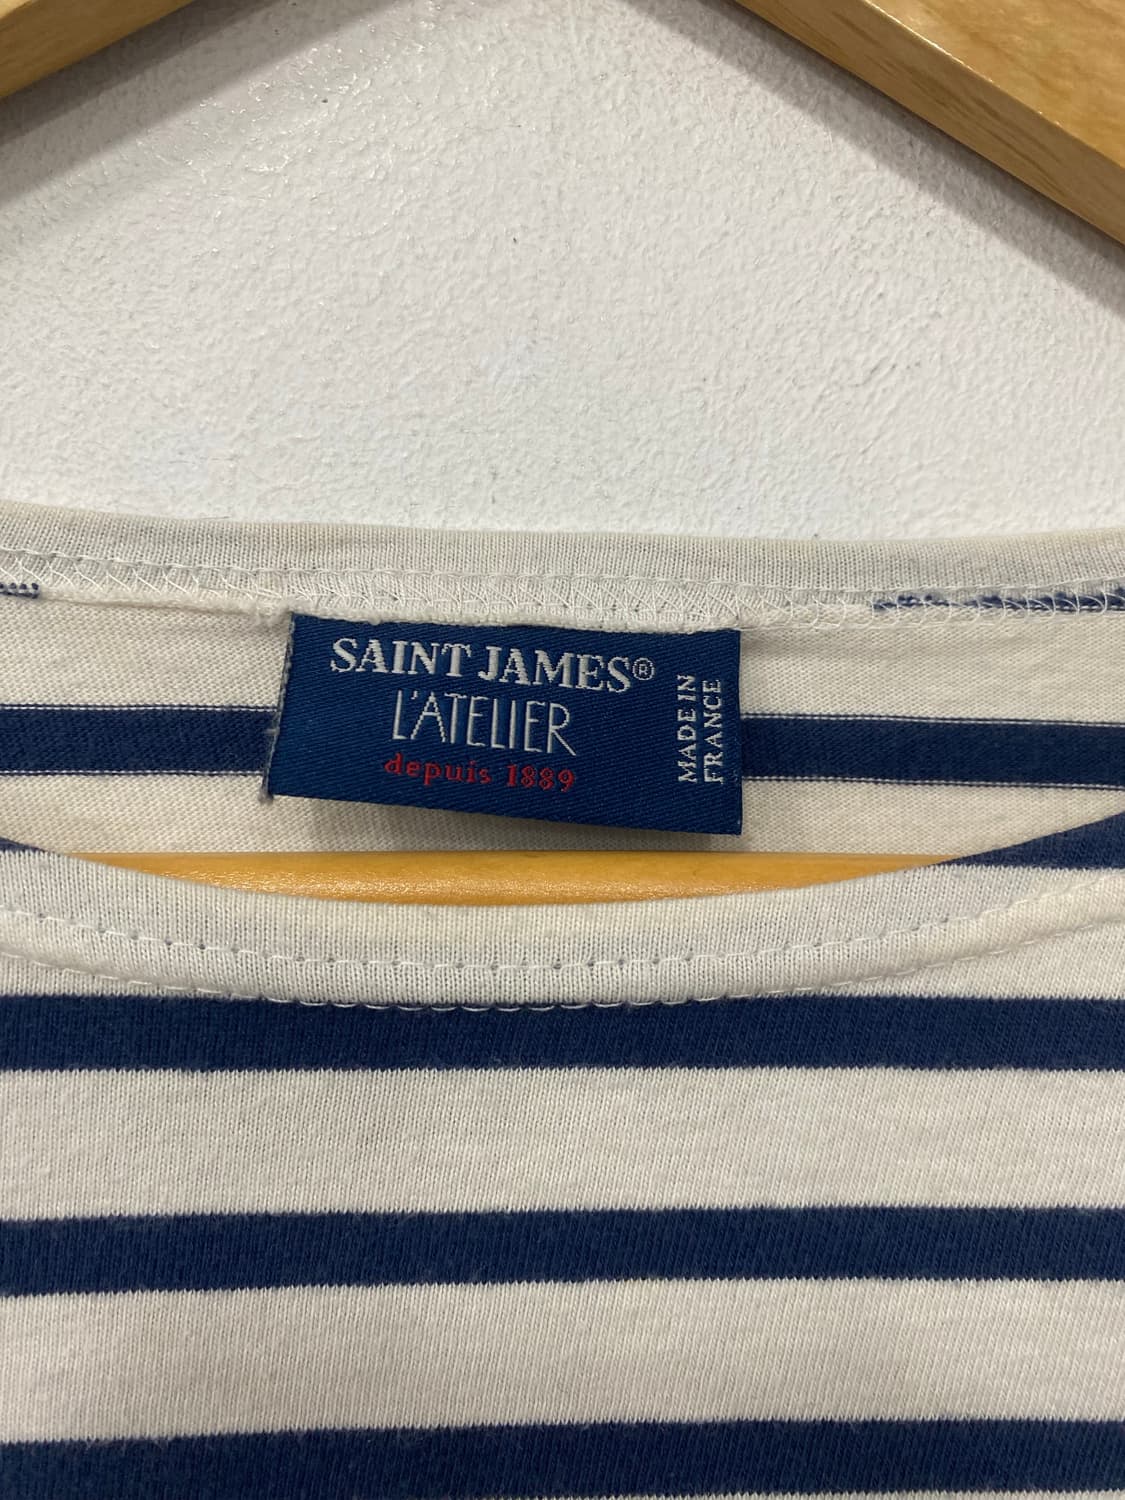 SAINT JAMES®
L'ATELIER
depuis 1889
MADE IN
FRANCE